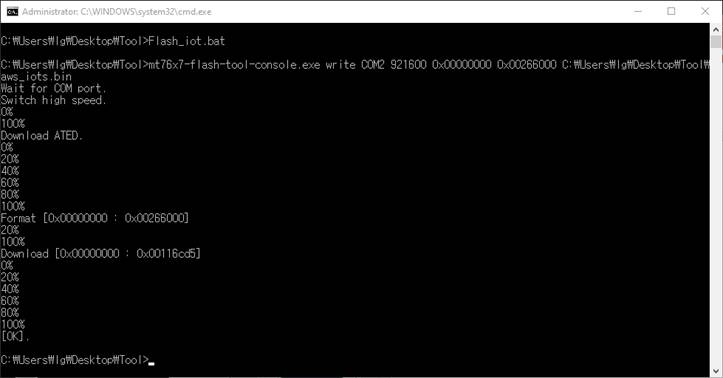 Administrator: C:\WINDOWS\system32\cmd.exe
C:₩Users₩lg₩Desktop₩Tool>Flash_iot.bat
C:₩Users₩lg₩Desktop₩Tool>mt76x7-flash-tool-console.exe write COM2 921600 0x00000000 0x00266000 C:₩Users₩lg₩Desktop₩Tool₩
aws_iots.bin
Wait for COM port.
Switch high speed.
0%
100%
Download ATED.
0%
20%
40%
60%
80%
100%
Format [0x00000000 : 0x00266000]
20%
100%
Download [0x00000000 : 0x00116cd5]
0%
20%
40%
60%
80%
100%
[OK].
C:₩Users₩lg₩Desktop₩Tool>